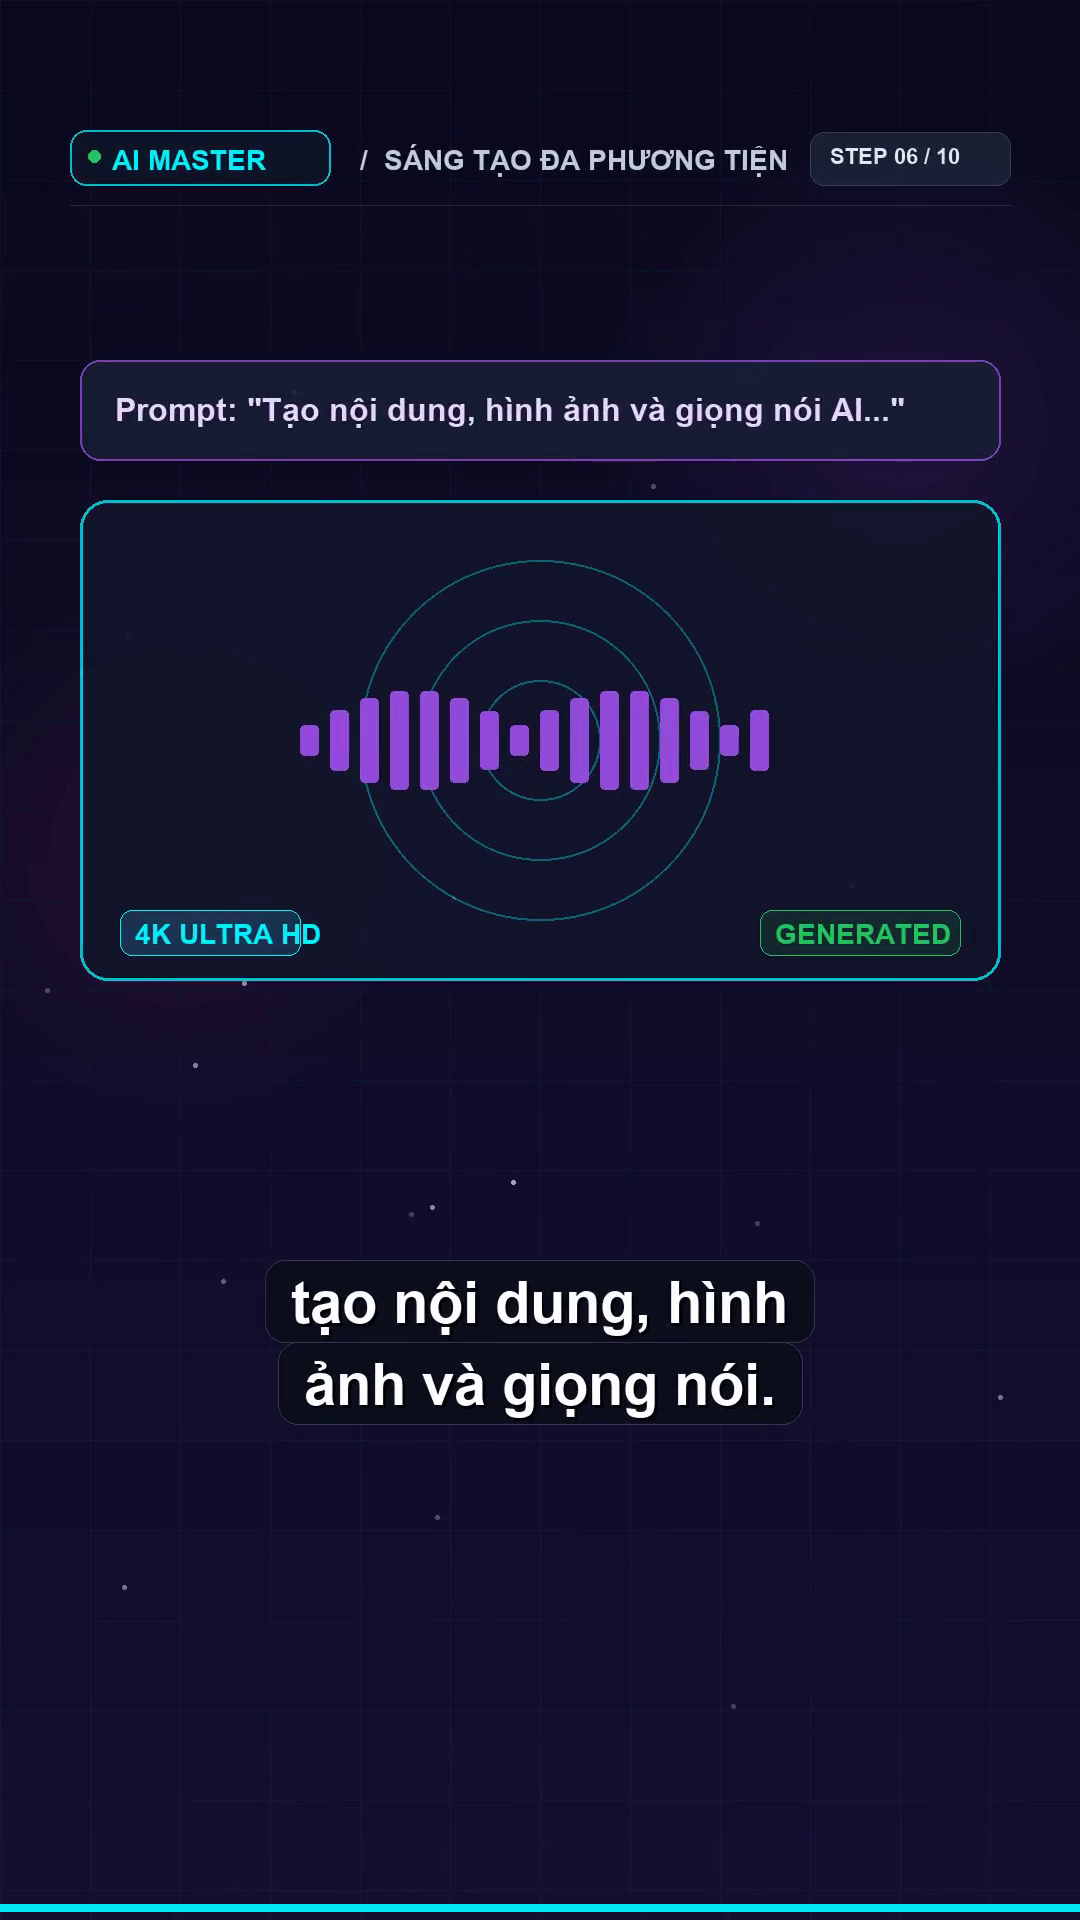 AI MASTER / SÁNG TẠO ĐA PHƯƠNG TIỆN STEP 06 / 10
Prompt: "Tạo nội dung, hình ảnh và giọng nói AI..."
4K ULTRA HD GENERATED
tạo nội dung, hình
ảnh và giọng nói.